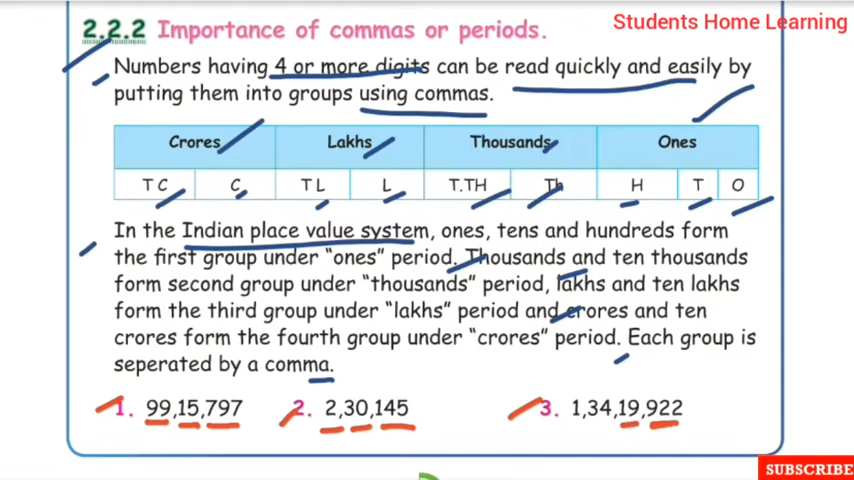 Students Home Learning
2.2.2 Importance of commas or periods.
Numbers having 4 or more digits can be read quickly and easily by
putting them into groups using commas.
Crores Lakhs Thousands Ones
T C C T L L T.TH Th H T O
In the Indian place value system, ones, tens and hundreds form
the first group under “ones” period. Thousands and ten thousands
form second group under “thousands” period, lakhs and ten lakhs
form the third group under “lakhs” period and crores and ten
crores form the fourth group under “crores” period. Each group is
seperated by a comma.
1. 99,15,797 2. 2,30,145 3. 1,34,19,922
SUBSCRIBE